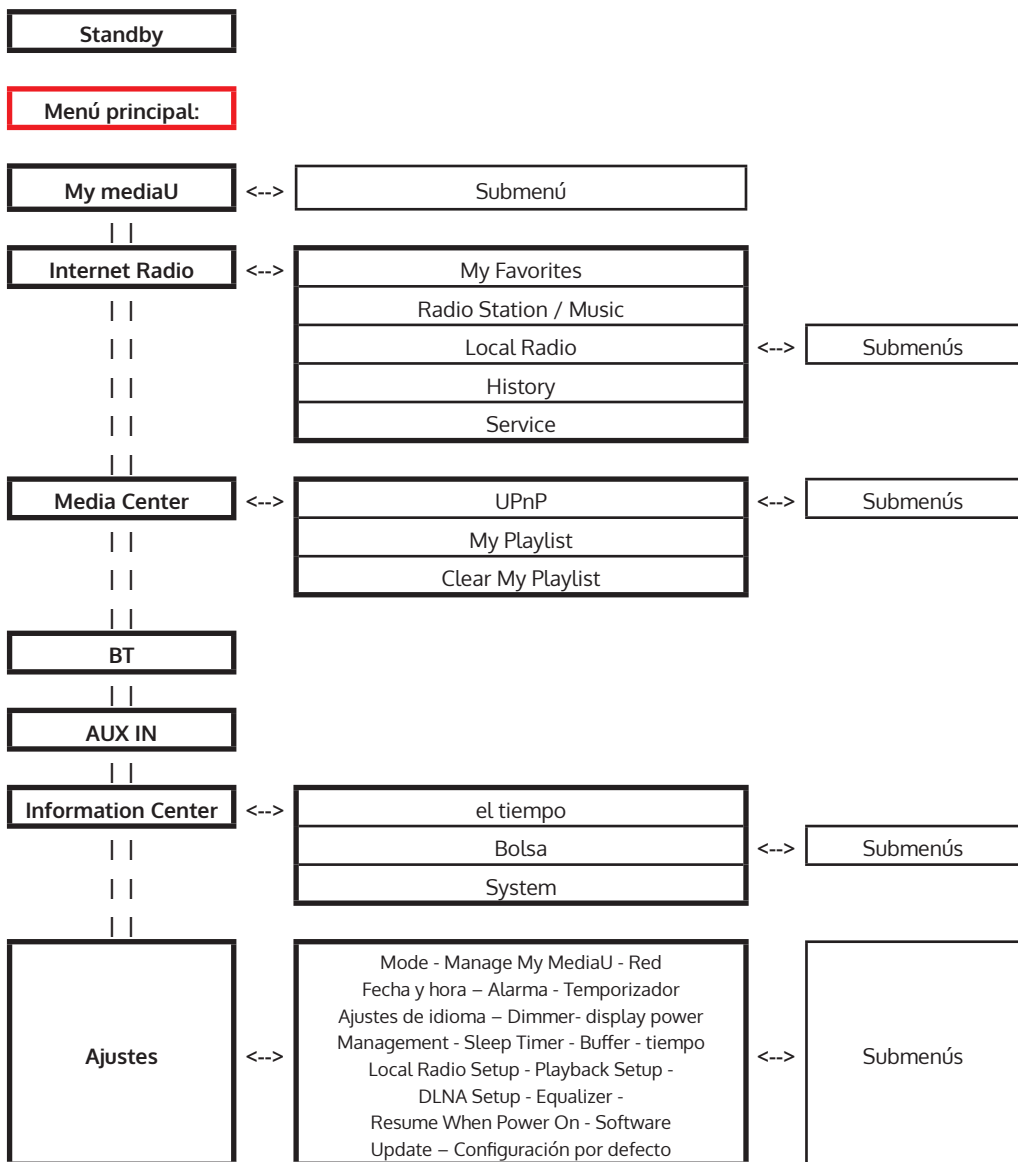 Standby
Menú principal:
My mediaU <--> Submenú
| |
Internet Radio <--> My Favorites
| | Radio Station / Music
| | Local Radio <--> Submenús
| | History
| | Service
| |
Media Center <--> UPnP <--> Submenús
| | My Playlist
| | Clear My Playlist
| |
BT
| |
AUX IN
| |
Information Center <--> el tiempo
| | Bolsa <--> Submenús
| | System
| |
Ajustes <--> Mode - Manage My MediaU - Red
Fecha y hora – Alarma - Temporizador
Ajustes de idioma – Dimmer- display power
Management - Sleep Timer - Buffer - tiempo
Local Radio Setup - Playback Setup -
DLNA Setup - Equalizer -
Resume When Power On - Software
Update – Configuración por defecto
<--> Submenús